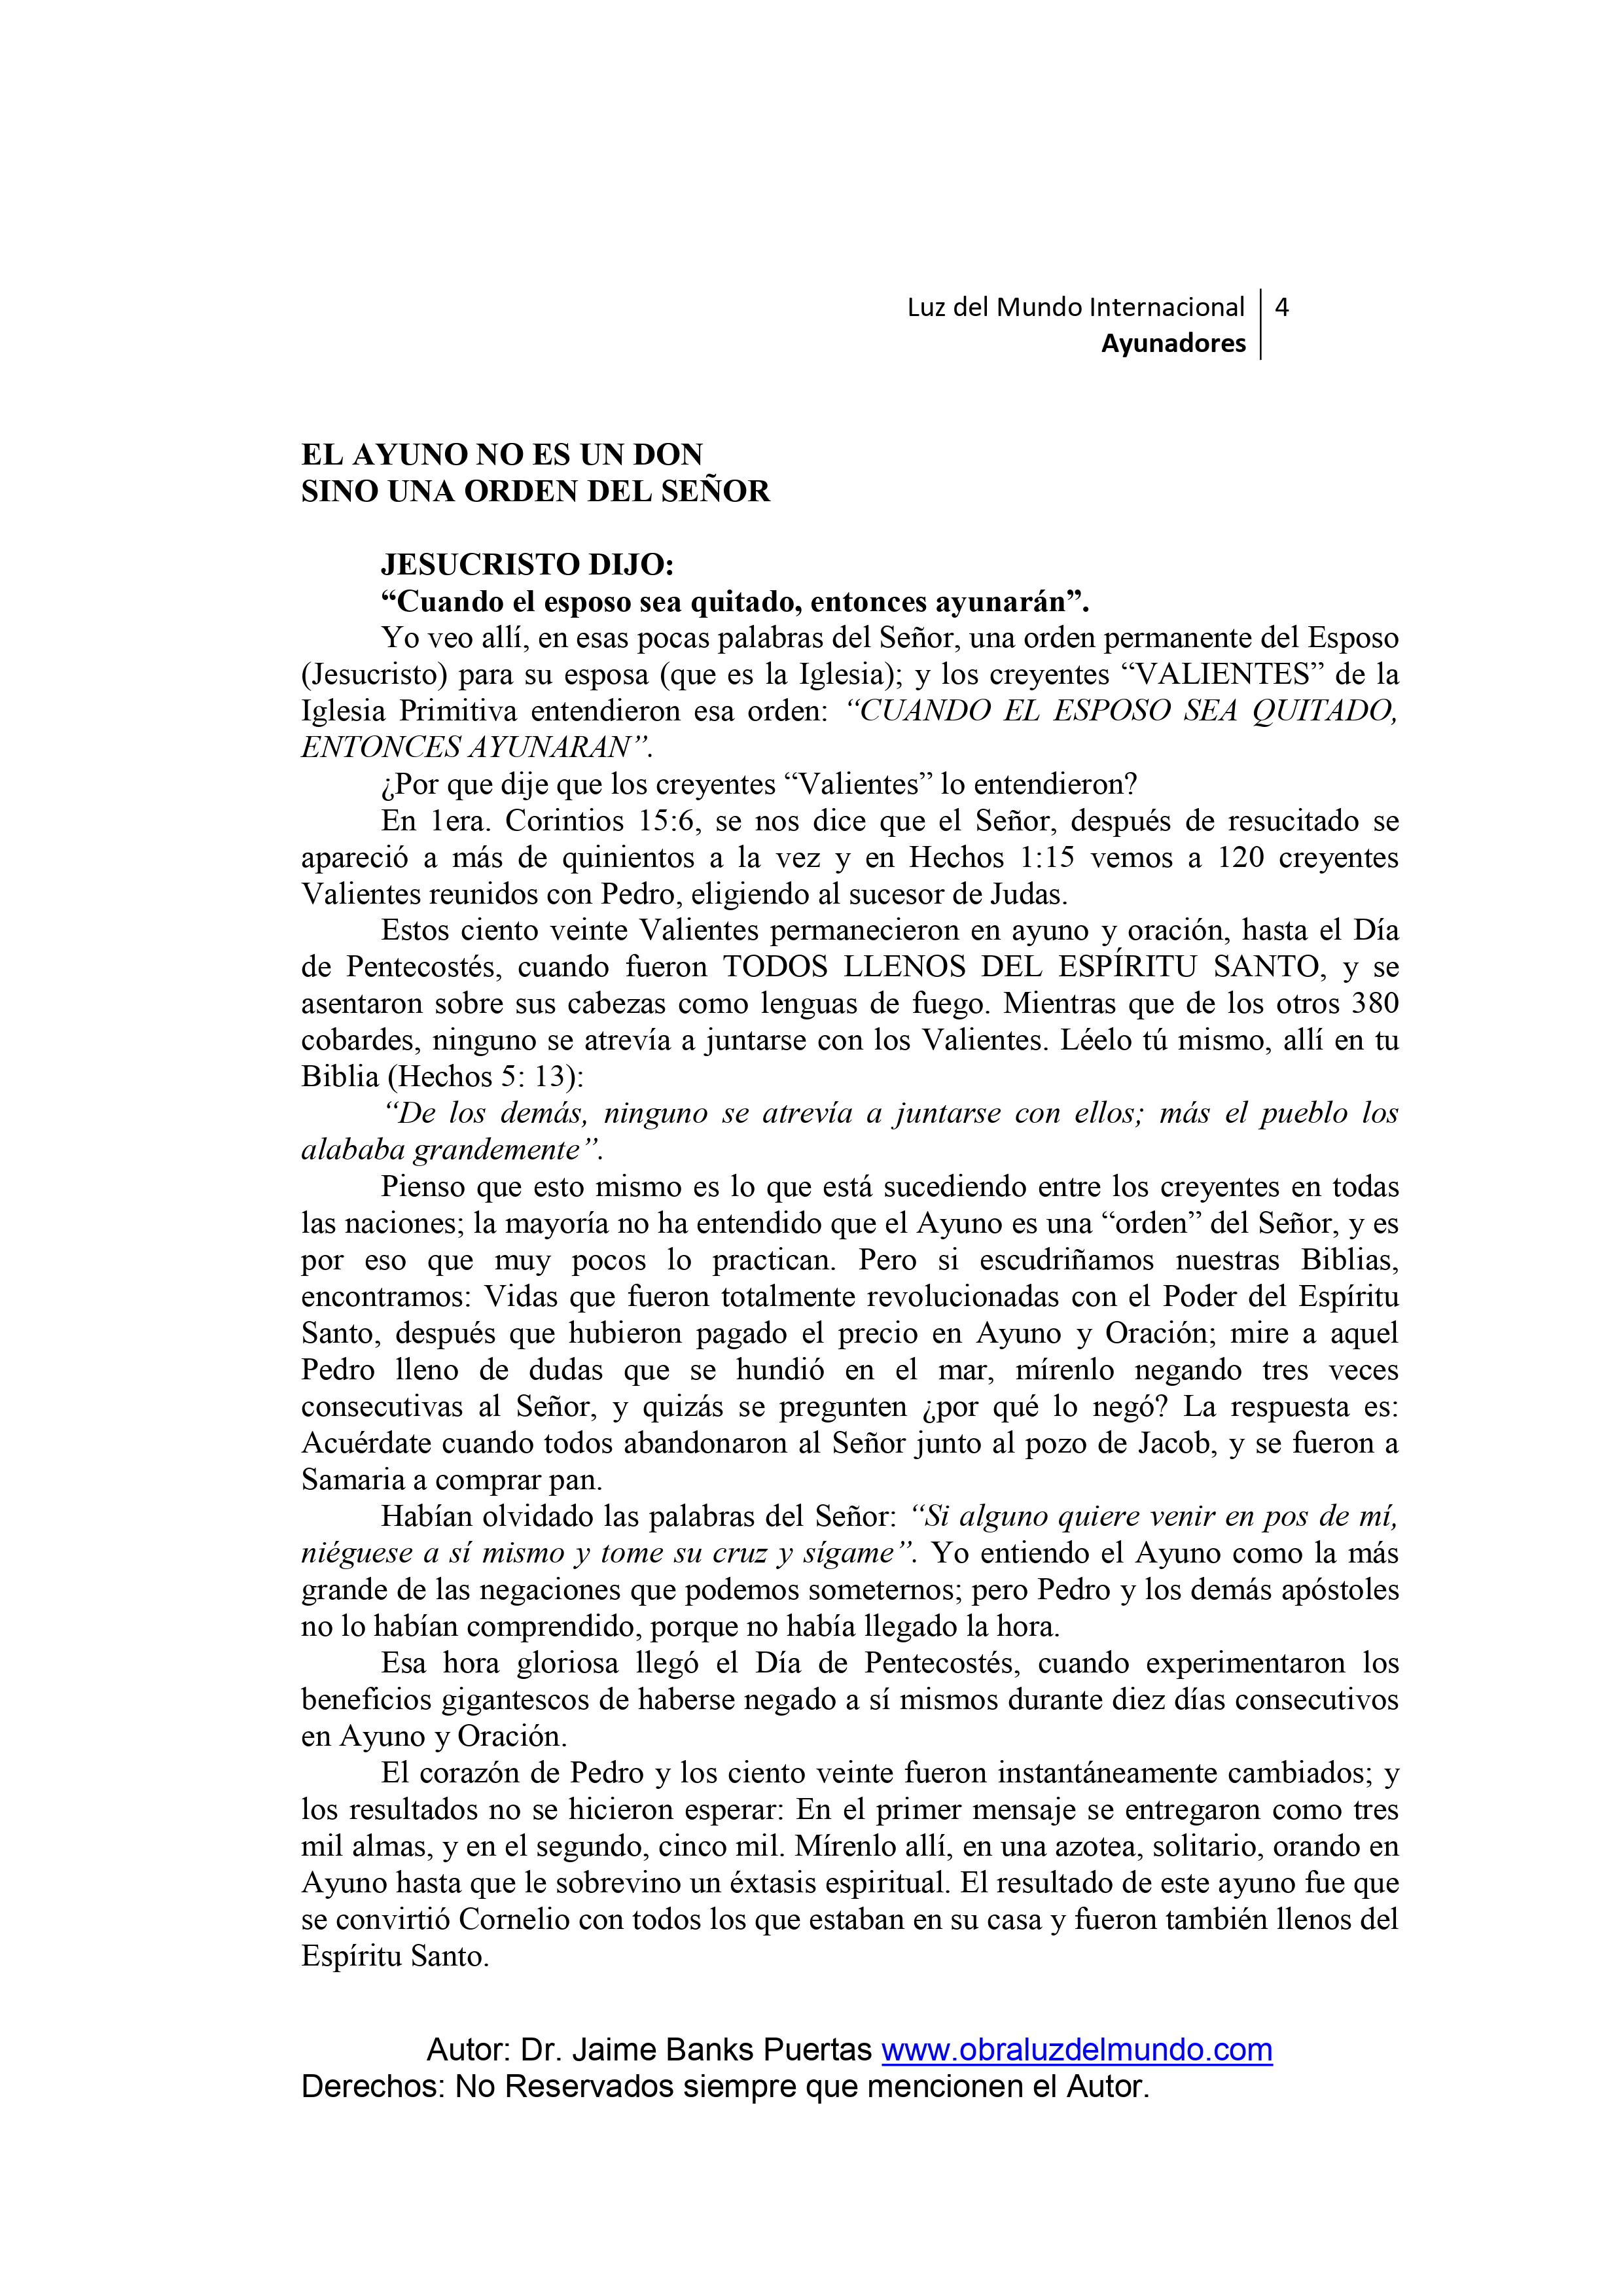 Luz del Mundo Internacional 4
Ayunadores
EL AYUNO NO ES UN DON
SINO UNA ORDEN DEL SEÑOR
JESUCRISTO DIJO:
“Cuando el esposo sea quitado, entonces ayunarán”.
Yo veo allí, en esas pocas palabras del Señor, una orden permanente del Esposo
(Jesucristo) para su esposa (que es la Iglesia); y los creyentes “VALIENTES” de la
Iglesia Primitiva entendieron esa orden: “CUANDO EL ESPOSO SEA QUITADO,
ENTONCES AYUNARAN”.
¿Por que dije que los creyentes “Valientes” lo entendieron?
En 1era. Corintios 15:6, se nos dice que el Señor, después de resucitado se
apareció a más de quinientos a la vez y en Hechos 1:15 vemos a 120 creyentes
Valientes reunidos con Pedro, eligiendo al sucesor de Judas.
Estos ciento veinte Valientes permanecieron en ayuno y oración, hasta el Día
de Pentecostés, cuando fueron TODOS LLENOS DEL ESPÍRITU SANTO, y se
asentaron sobre sus cabezas como lenguas de fuego. Mientras que de los otros 380
cobardes, ninguno se atrevía a juntarse con los Valientes. Léelo tú mismo, allí en tu
Biblia (Hechos 5: 13):
“De los demás, ninguno se atrevía a juntarse con ellos; más el pueblo los
alababa grandemente”.
Pienso que esto mismo es lo que está sucediendo entre los creyentes en todas
las naciones; la mayoría no ha entendido que el Ayuno es una “orden” del Señor, y es
por eso que muy pocos lo practican. Pero si escudriñamos nuestras Biblias,
encontramos: Vidas que fueron totalmente revolucionadas con el Poder del Espíritu
Santo, después que hubieron pagado el precio en Ayuno y Oración; mire a aquel
Pedro lleno de dudas que se hundió en el mar, mírenlo negando tres veces
consecutivas al Señor, y quizás se pregunten ¿por qué lo negó? La respuesta es:
Acuérdate cuando todos abandonaron al Señor junto al pozo de Jacob, y se fueron a
Samaria a comprar pan.
Habían olvidado las palabras del Señor: “Si alguno quiere venir en pos de mí,
niéguese a sí mismo y tome su cruz y sígame”. Yo entiendo el Ayuno como la más
grande de las negaciones que podemos someternos; pero Pedro y los demás apóstoles
no lo habían comprendido, porque no había llegado la hora.
Esa hora gloriosa llegó el Día de Pentecostés, cuando experimentaron los
beneficios gigantescos de haberse negado a sí mismos durante diez días consecutivos
en Ayuno y Oración.
El corazón de Pedro y los ciento veinte fueron instantáneamente cambiados; y
los resultados no se hicieron esperar: En el primer mensaje se entregaron como tres
mil almas, y en el segundo, cinco mil. Mírenlo allí, en una azotea, solitario, orando en
Ayuno hasta que le sobrevino un éxtasis espiritual. El resultado de este ayuno fue que
se convirtió Cornelio con todos los que estaban en su casa y fueron también llenos del
Espíritu Santo.
Autor: Dr. Jaime Banks Puertas www.obraluzdelmundo.com
Derechos: No Reservados siempre que mencionen el Autor.